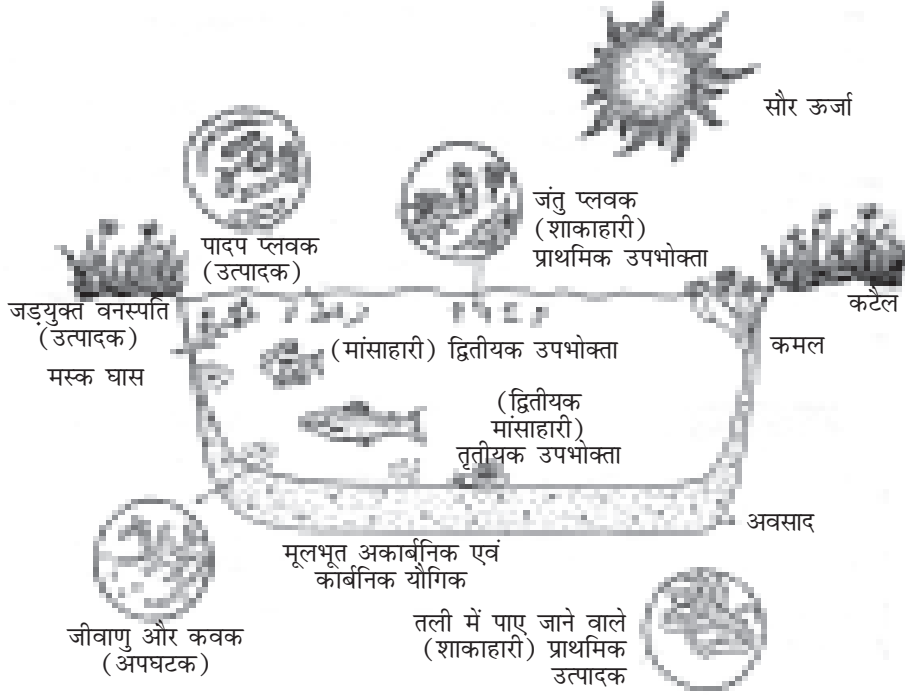 सौर ऊर्जा
पादप प्लवक
(उत्पादक)
जंतु प्लवक
(शाकाहारी)
प्राथमिक उपभोक्ता
जड़युक्त वनस्पति
(उत्पादक)
मस्क घास
कटैल
कमल
(मांसाहारी) द्वितीयक उपभोक्ता
(द्वितीयक
मांसाहारी)
तृतीयक उपभोक्ता
अवसाद
मूलभूत अकार्बनिक एवं
कार्बनिक यौगिक
जीवाणु और कवक
(अपघटक)
तली में पाए जाने वाले
(शाकाहारी) प्राथमिक
उत्पादक